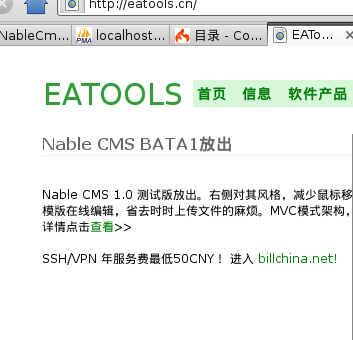 http://eatools.cn/
NableCm...
PMA
localhost...
目录 - Co...
EATo...
EATOOLS
首页 信息 软件产品
Nable CMS BATA1放出
Nable CMS 1.0 测试版放出。右侧对其风格，减少鼠标移
模版在线编辑，省去时时上传文件的麻烦。MVC模式架构，
详情点击查看>>
SSH/VPN 年服务费最低50CNY ！ 进入 billchina.net!